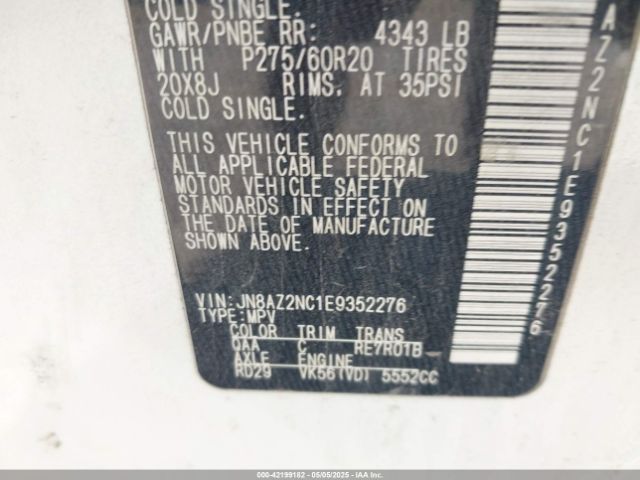 COLD SINGLE.
GAWR/PNBE RR: 4343 LB
WITH P275/60R20 TIRES
20X8J RIMS, AT 35PSI
COLD SINGLE.
THIS VEHICLE CONFORMS TO
ALL APPLICABLE FEDERAL
MOTOR VEHICLE SAFETY
STANDARDS IN EFFECT ON
THE DATE OF MANUFACTURE
SHOWN ABOVE.
VIN:JN8AZ2NC1E9352276
TYPE:MPV
COLOR TRIM TRANS
QAA C RE7R01B
AXLE ENGINE
RD29 VK56(VD) 5552CC
AZ2NC1E9352276
000-42199182 - 05/05/2025 - IAA Inc.